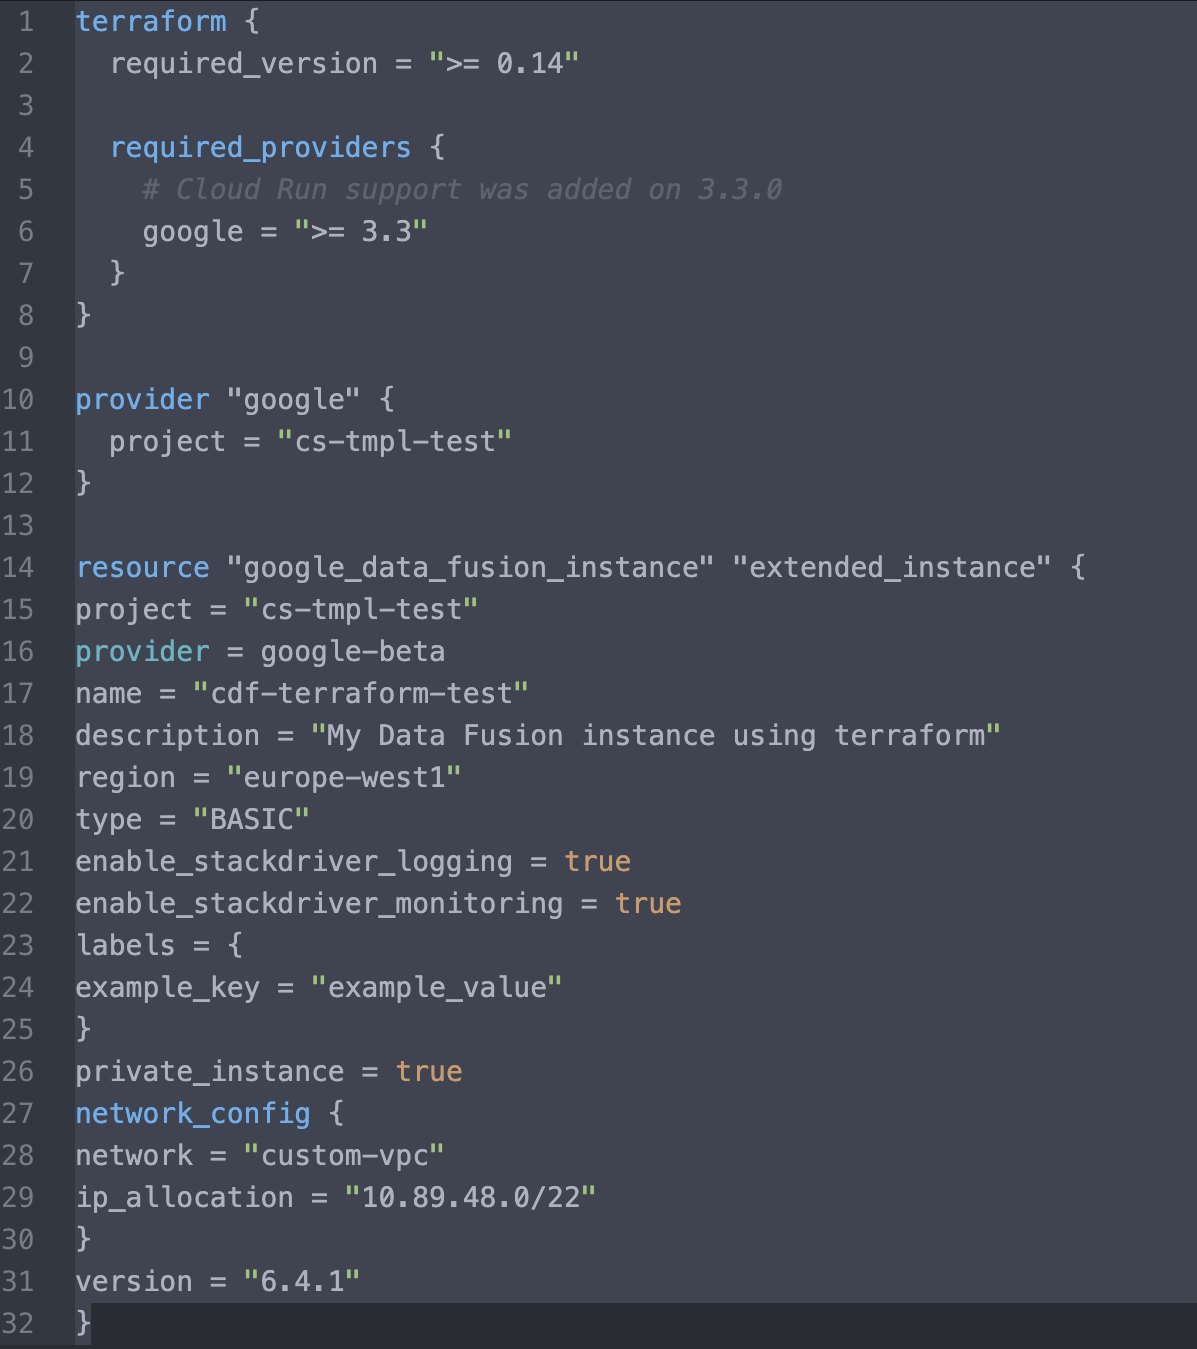 1 terraform {
2   required_version = ">= 0.14"
3
4   required_providers {
5     # Cloud Run support was added on 3.3.0
6     google = ">= 3.3"
7   }
8 }
9
10 provider "google" {
11   project = "cs-tmpl-test"
12 }
13
14 resource "google_data_fusion_instance" "extended_instance" {
15 project = "cs-tmpl-test"
16 provider = google-beta
17 name = "cdf-terraform-test"
18 description = "My Data Fusion instance using terraform"
19 region = "europe-west1"
20 type = "BASIC"
21 enable_stackdriver_logging = true
22 enable_stackdriver_monitoring = true
23 labels = {
24 example_key = "example_value"
25 }
26 private_instance = true
27 network_config {
28 network = "custom-vpc"
29 ip_allocation = "10.89.48.0/22"
30 }
31 version = "6.4.1"
32 }